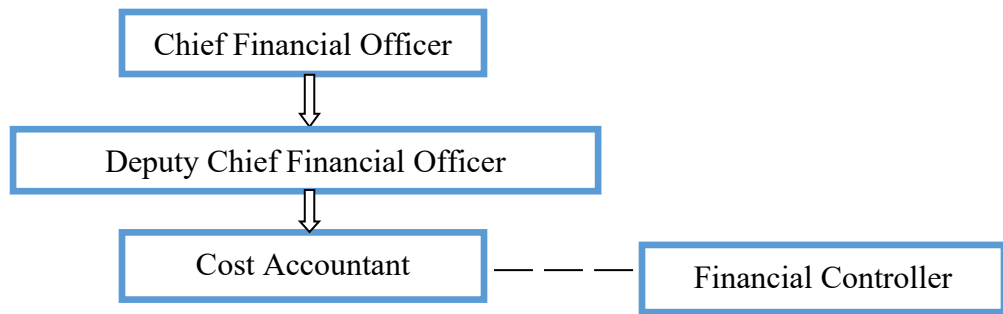 Chief Financial Officer
Deputy Chief Financial Officer
Cost Accountant
Financial Controller